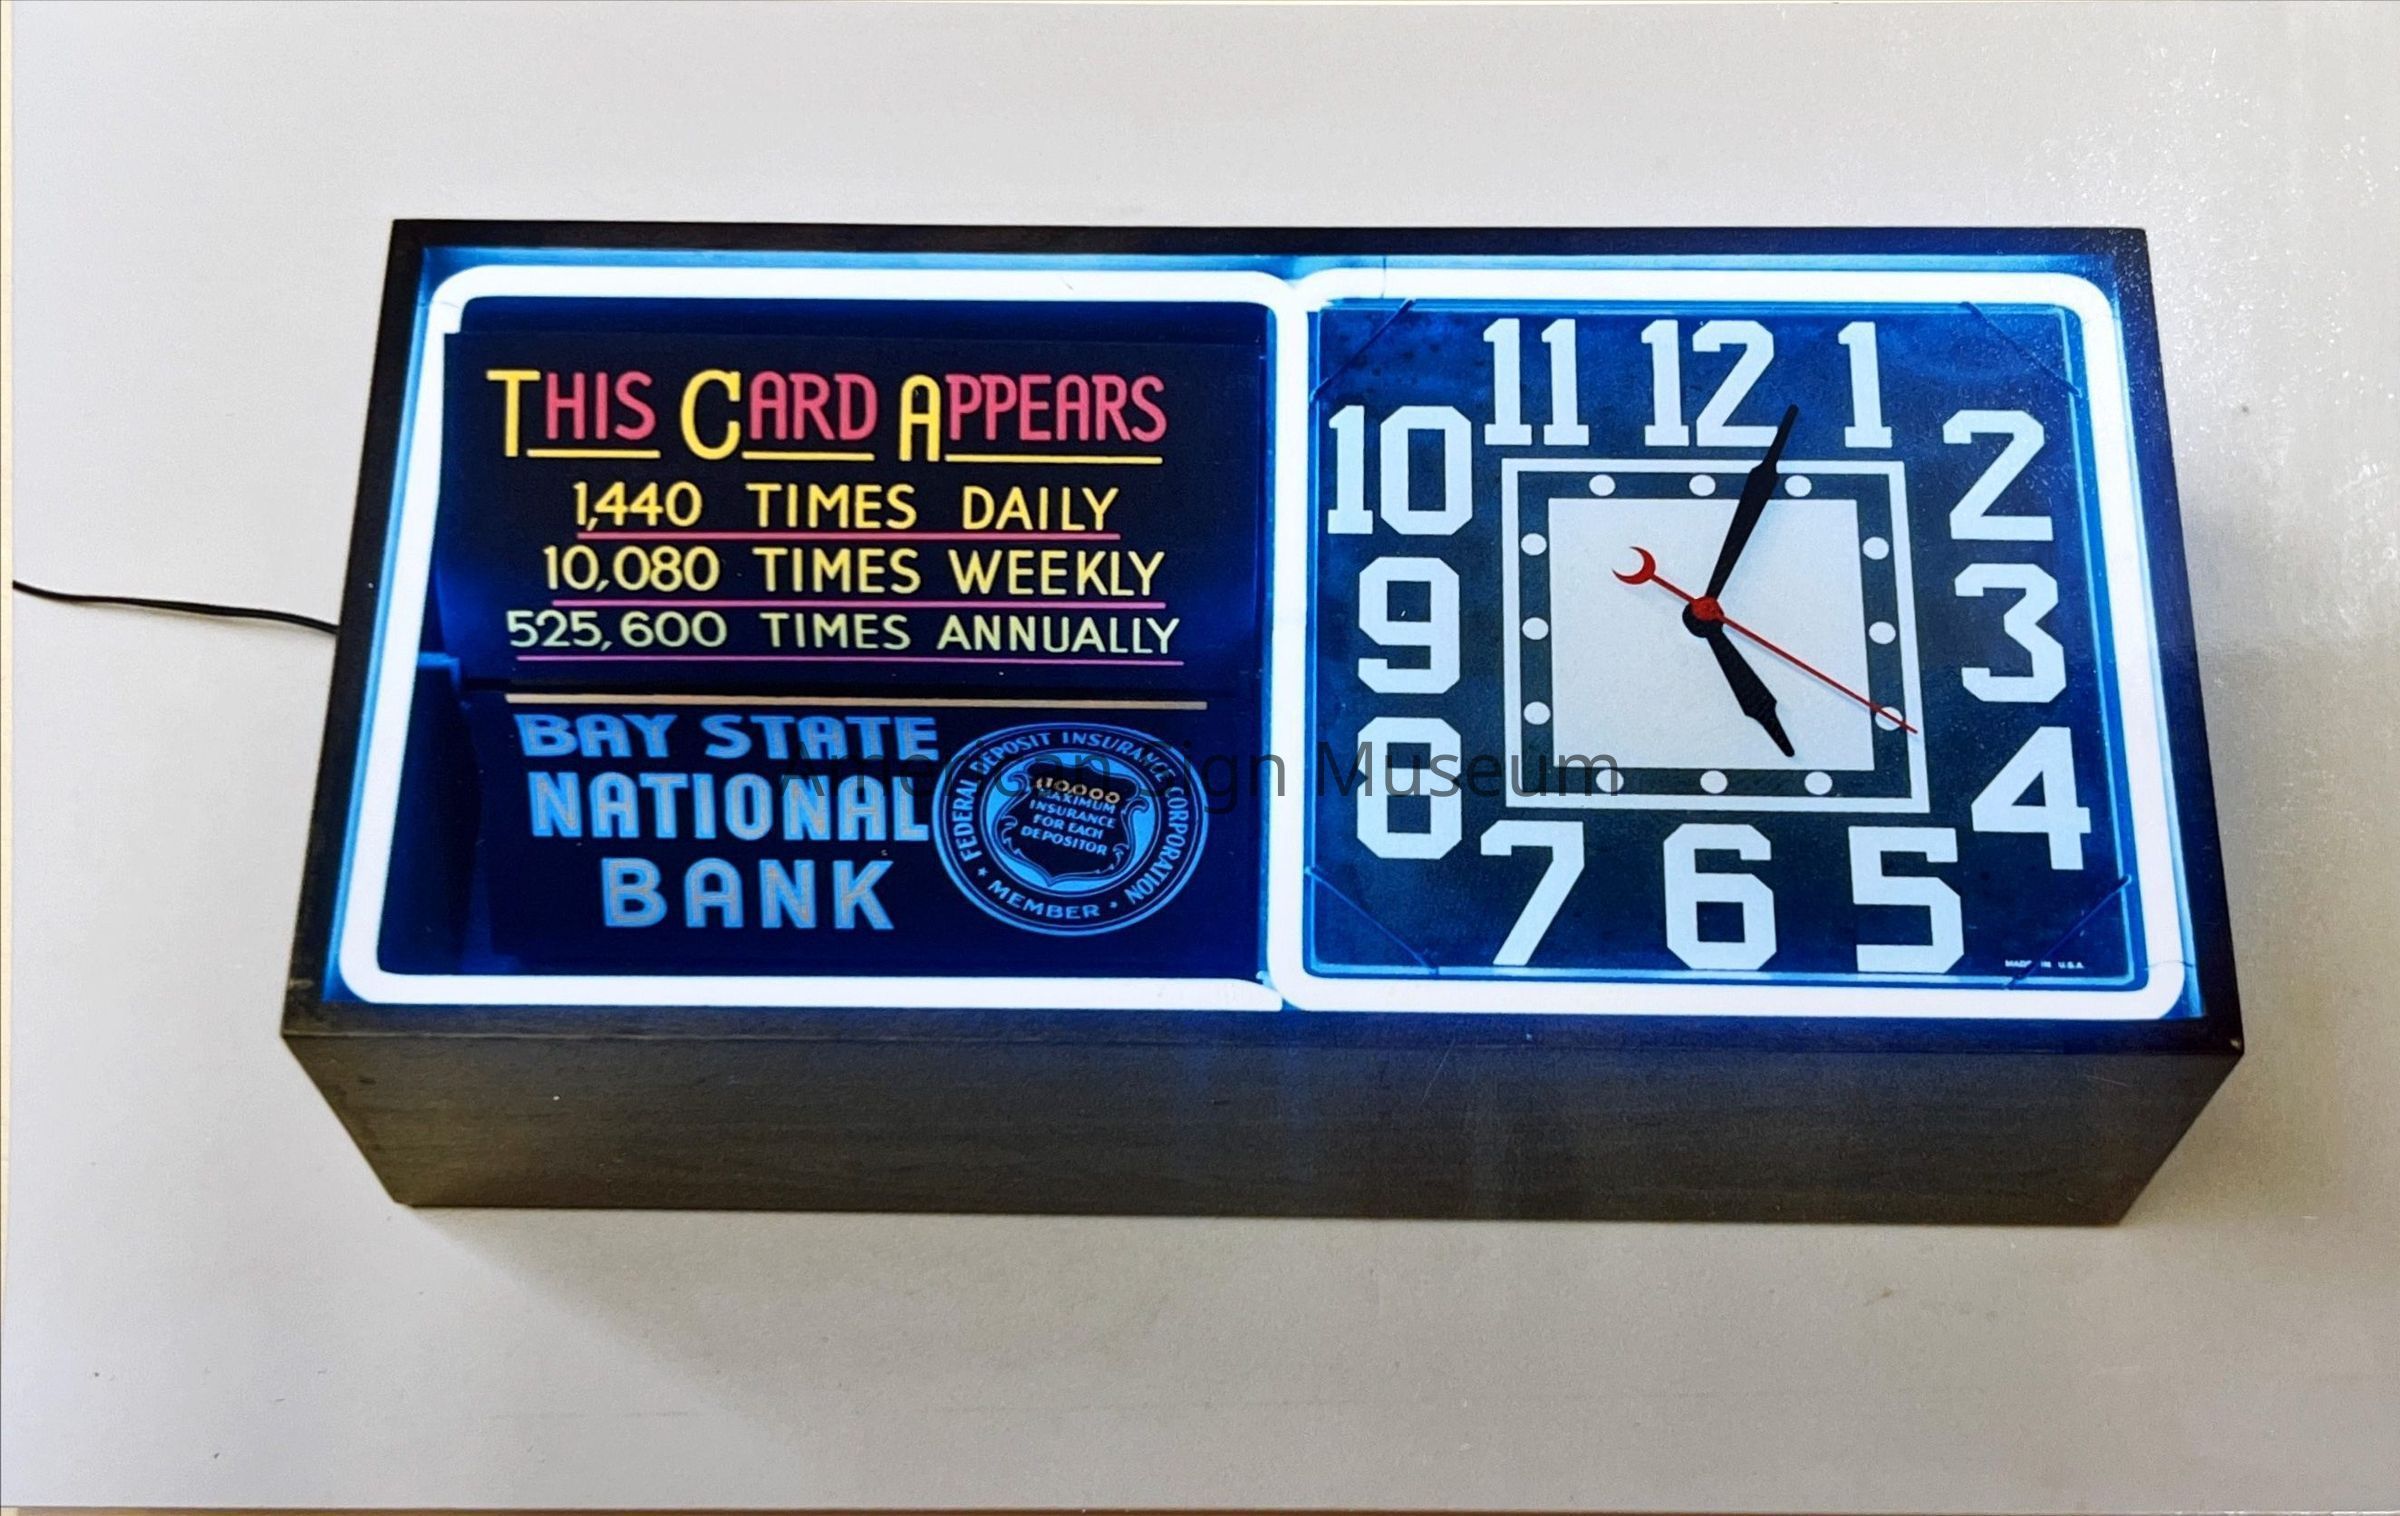 THIS CARD APPEARS
1,440 TIMES DAILY
10,080 TIMES WEEKLY
525,600 TIMES ANNUALLY
BAY STATE
NATIONAL
BANK
FEDERAL DEPOSIT INSURANCE CORPORATION
$10,000
MAXIMUM
INSURANCE
FOR EACH
DEPOSITOR
★ MEMBER •
11 12 1
10 2
9 3
8 4
7 6 5
MADE IN U.S.A.
American Sign Museum